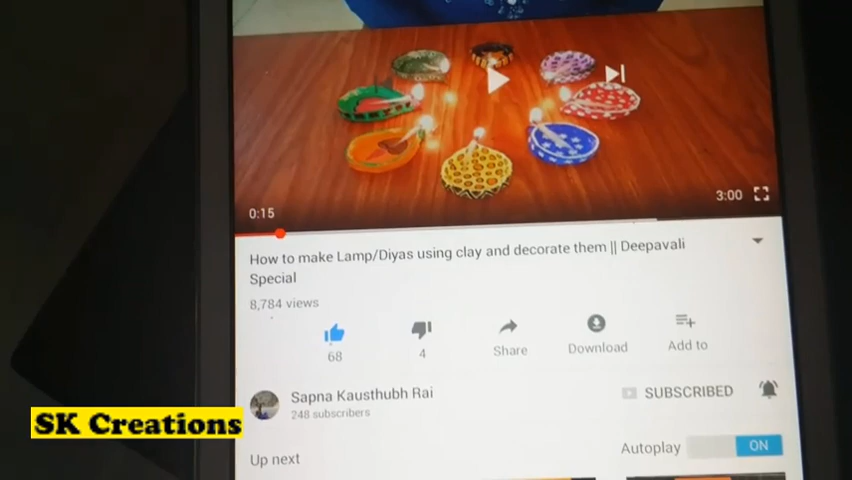 0:15
3:00
How to make Lamp/Diyas using clay and decorate them || Deepavali
Special
8,784 views
68
4
Share
Download
Add to
Sapna Kausthubh Rai
248 subscribers
SUBSCRIBED
SK Creations
Up next
Autoplay
ON